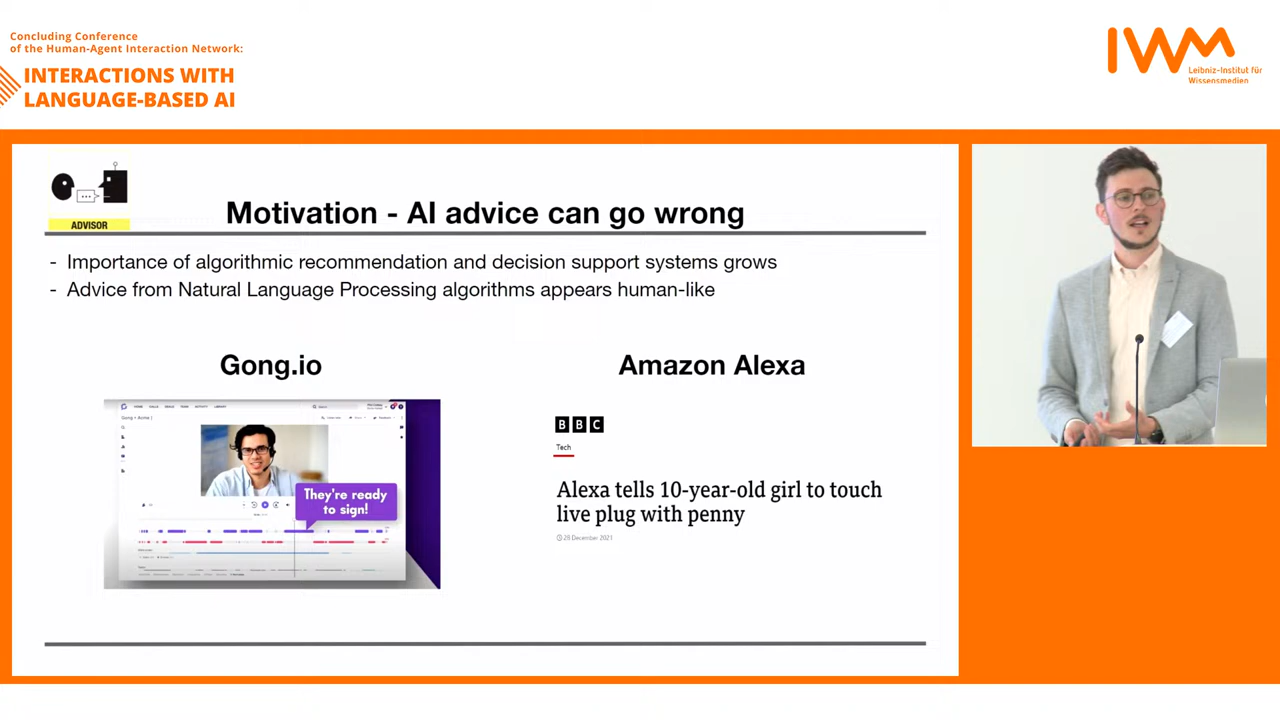 Concluding Conference
of the Human-Agent Interaction Network:
INTERACTIONS WITH
LANGUAGE-BASED AI
IWM
Leibniz-Institut für
Wissensmedien
ADVISOR
Motivation - AI advice can go wrong
- Importance of algorithmic recommendation and decision support systems grows
- Advice from Natural Language Processing algorithms appears human-like
Gong.io
Amazon Alexa
They're ready
to sign!
BBC
Tech
Alexa tells 10-year-old girl to touch
live plug with penny
28 December 2021